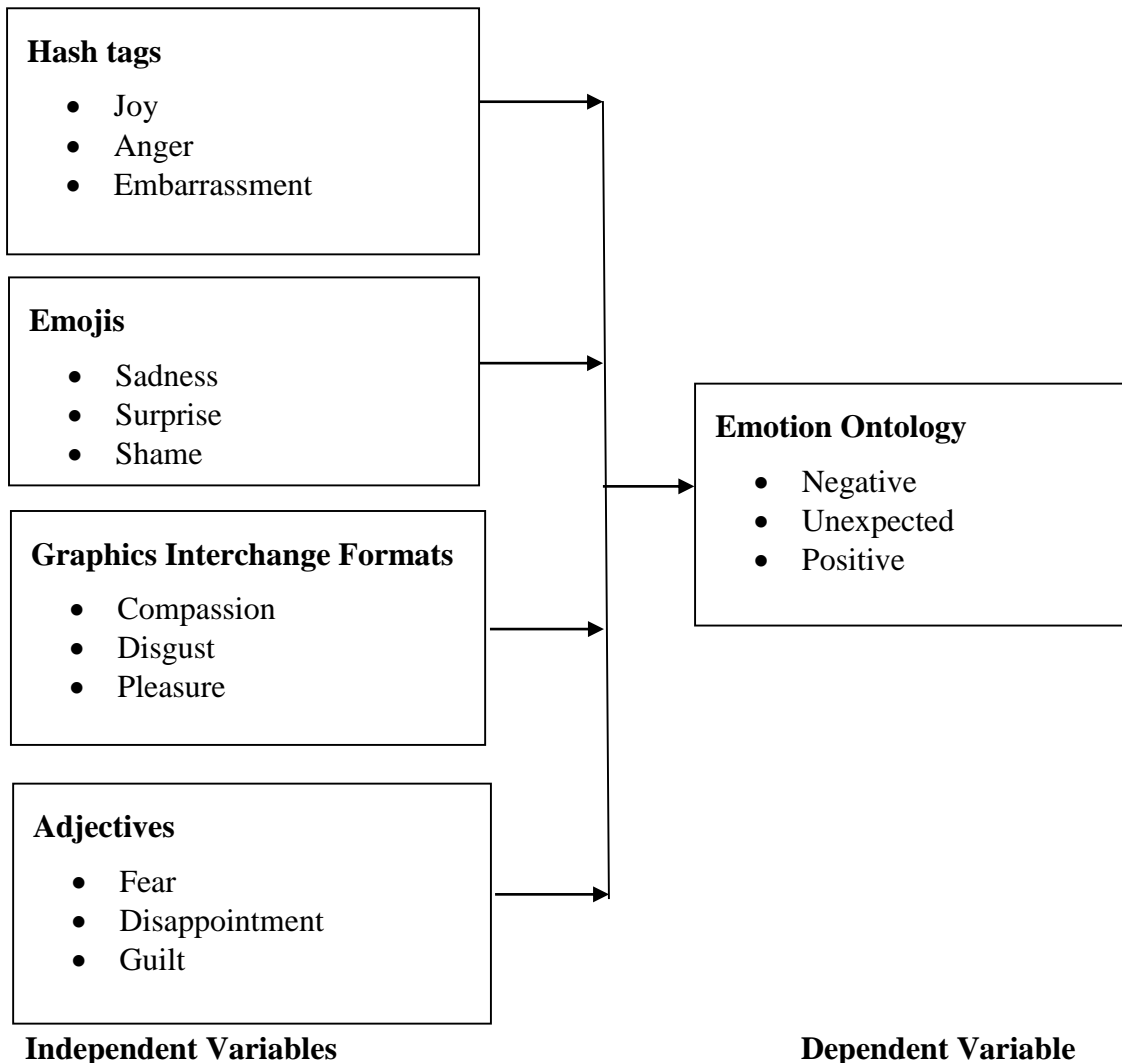 Hash tags
• Joy
• Anger
• Embarrassment
Emojis
• Sadness
• Surprise
• Shame
Graphics Interchange Formats
• Compassion
• Disgust
• Pleasure
Adjectives
• Fear
• Disappointment
• Guilt
Emotion Ontology
• Negative
• Unexpected
• Positive
Independent Variables
Dependent Variable